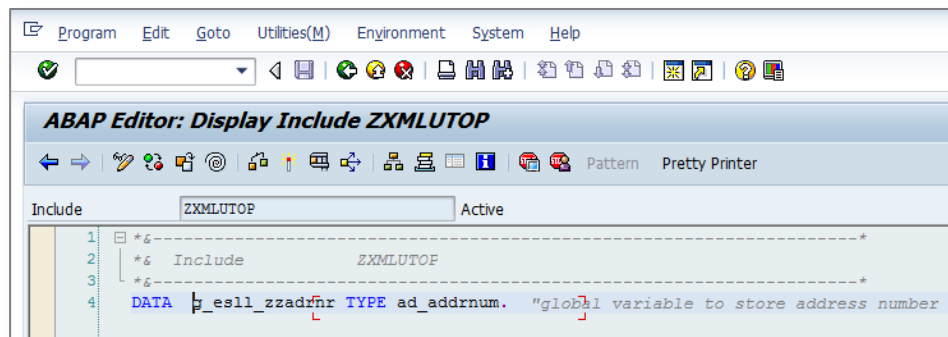 Program Edit Goto Utilities(M) Environment System Help
ABAP Editor: Display Include ZXMLUTOP
Pattern Pretty Printer
Include ZXMLUTOP Active
1 *&---------------------------------------------------------------------*
2 *& Include ZXMLUTOP
3 *&---------------------------------------------------------------------*
4 DATA g_esll_zzadrnr TYPE ad_addrnum. "global variable to store address number